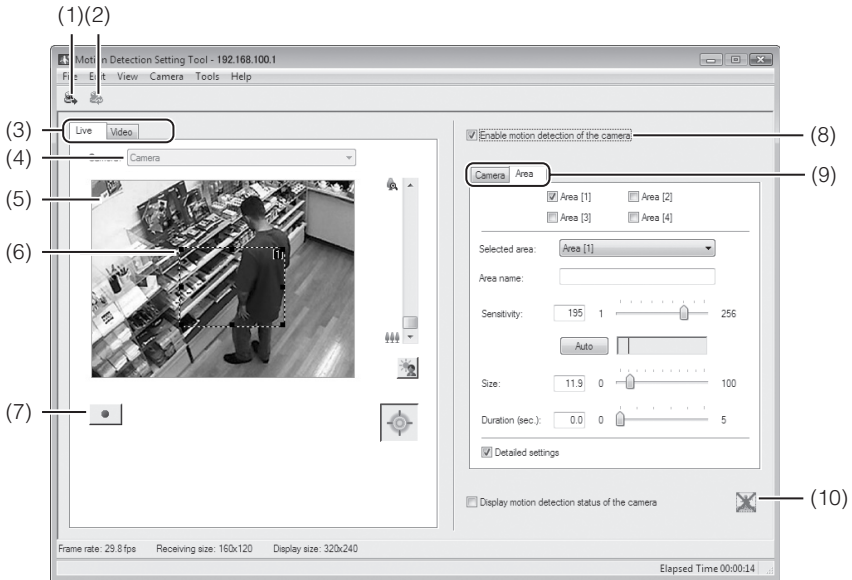 (1)(2)
Motion Detection Setting Tool - 192.168.100.1
File Edit View Camera Tools Help
(3) Live Video
(8) Enable motion detection of the camera
(4) Camera: Camera
(9) Camera Area
(5)
Area [1] Area [2]
Area [3] Area [4]
(6) [1]
Selected area: Area [1]
Area name:
Sensitivity: 195 1 256
Auto
Size: 11.9 0 100
(7)
Duration (sec.): 0.0 0 5
Detailed settings
Display motion detection status of the camera (10)
Frame rate: 29.8 fps Receiving size: 160x120 Display size: 320x240
Elapsed Time 00:00:14